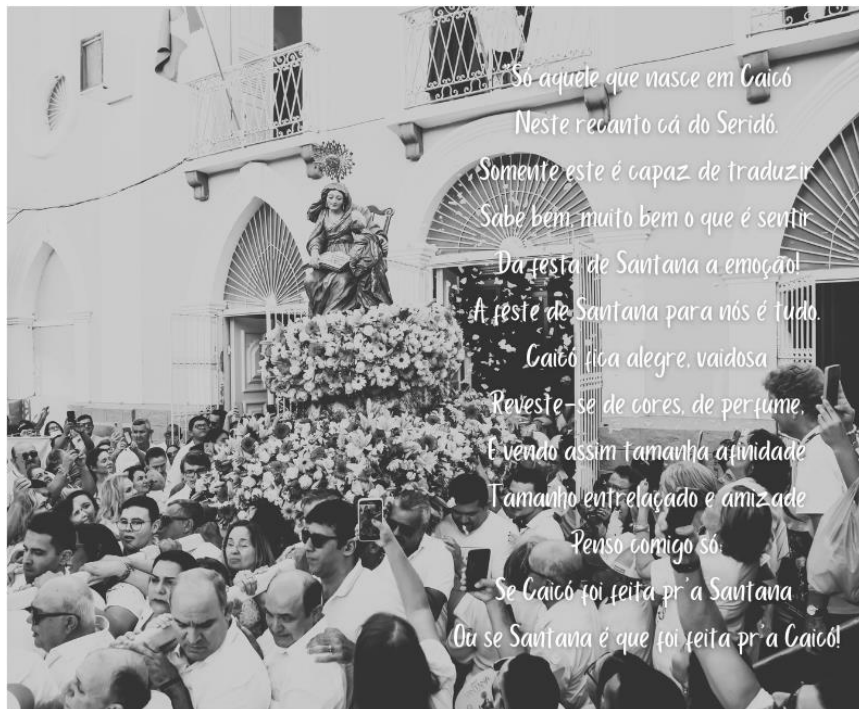 "Só aquele que nasce em Caicó
Neste recanto cá do Seridó.
Somente este é capaz de traduzir
Sabe bem, muito bem o que é sentir
Da festa de Santana a emoção!
A feste de Santana para nós é tudo.
Caicó fica alegre, vaidosa
Reveste-se de cores, de perfume,
E vendo assim tamanha afinidade
Tamanho entrelaçado e amizade
Penso comigo só:
Se Caicó foi feita pr'a Santana
Ou se Santana é que foi feita pr'a Caicó!